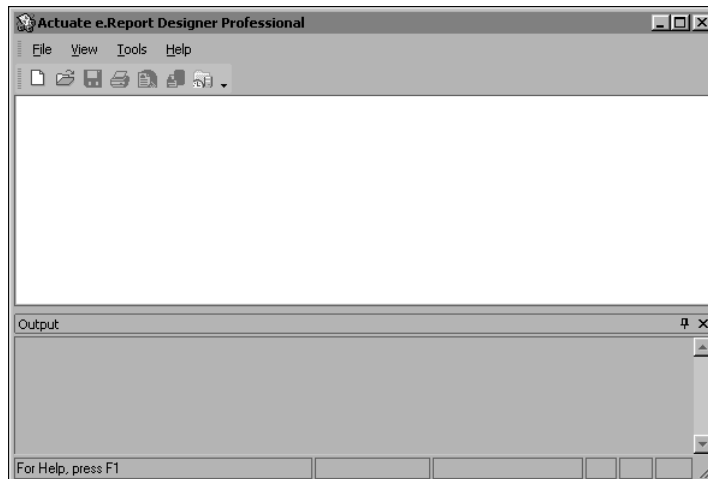 Actuate e.Report Designer Professional
File View Tools Help
Output
For Help, press F1